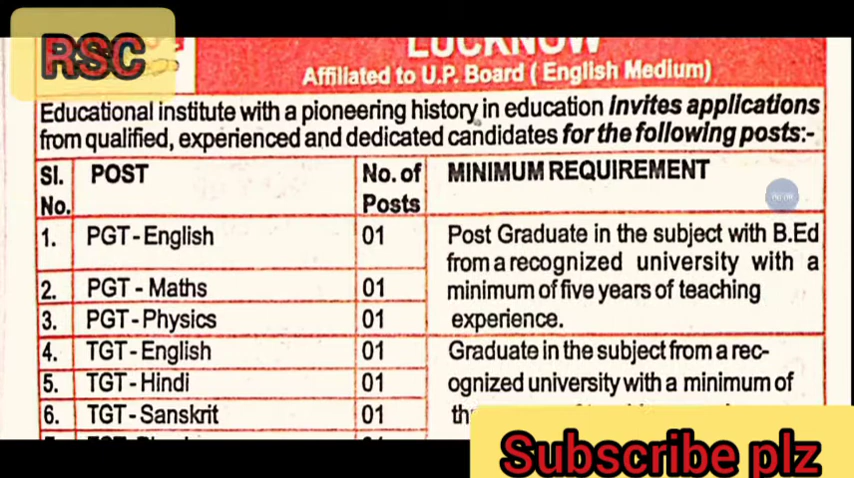 RSC
LUCKNOW
Affiliated to U.P. Board ( English Medium)
Educational institute with a pioneering history in education invites applications
from qualified, experienced and dedicated candidates for the following posts:-
Sl. No. POST No. of Posts MINIMUM REQUIREMENT
1. PGT - English 01 Post Graduate in the subject with B.Ed
from a recognized university with a
2. PGT - Maths 01 minimum of five years of teaching
3. PGT - Physics 01 experience.
4. TGT - English 01 Graduate in the subject from a rec-
5. TGT - Hindi 01 ognized university with a minimum of
6. TGT - Sanskrit 01
Subscribe plz